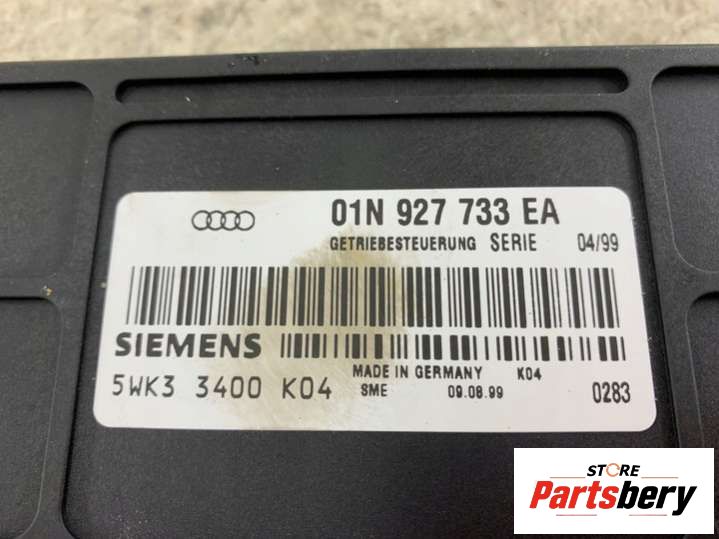 01N 927 733 EA
GETRIEBESTEUERUNG SERIE 04/99
SIEMENS
MADE IN GERMANY K04
5WK3 3400 K04 SME 09.08.99 0283
STORE
Partsbery